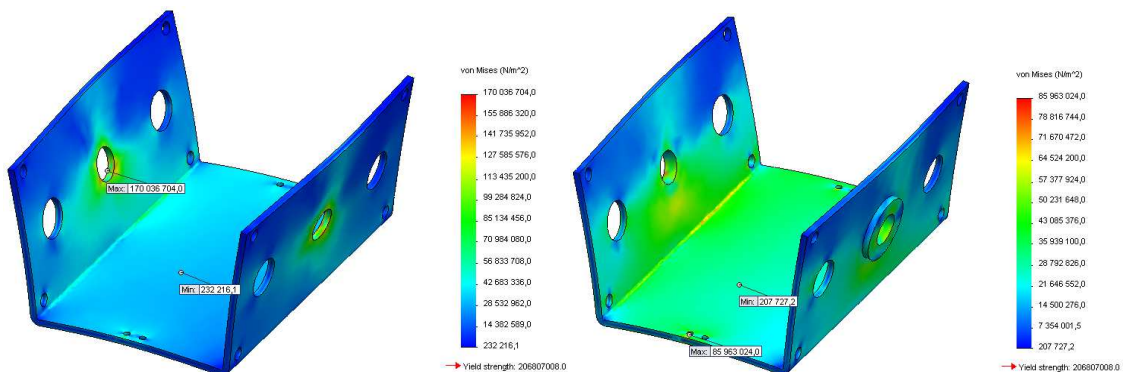 von Mises (N/m^2)
170 036 704,0
155 886 320,0
141 735 952,0
127 585 576,0
113 435 200,0
99 284 824,0
85 134 456,0
70 984 080,0
56 833 708,0
42 683 336,0
28 532 962,0
14 382 589,0
232 216,1
Yield strength: 206807008.0
Max: 170 036 704,0
Min: 232 216,1
von Mises (N/m^2)
85 963 024,0
78 816 744,0
71 670 472,0
64 524 200,0
57 377 924,0
50 231 648,0
43 085 376,0
35 939 100,0
28 792 826,0
21 646 552,0
14 500 276,0
7 354 001,5
207 727,2
Yield strength: 206807008.0
Min: 207 727,2
Max: 85 963 024,0